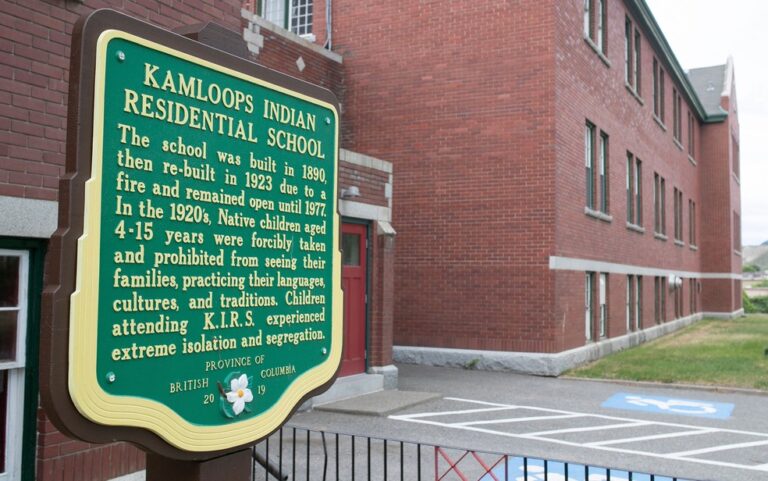 KAMLOOPS INDIAN
RESIDENTIAL SCHOOL
The school was built in 1890,
then re-built in 1923 due to a
fire and remained open until 1977.
In the 1920's, Native children aged
4-15 years were forcibly taken
and prohibited from seeing their
families, practicing their languages,
cultures, and traditions. Children
attending K.I.R.S. experienced
extreme isolation and segregation.
PROVINCE OF
BRITISH COLUMBIA
20 19